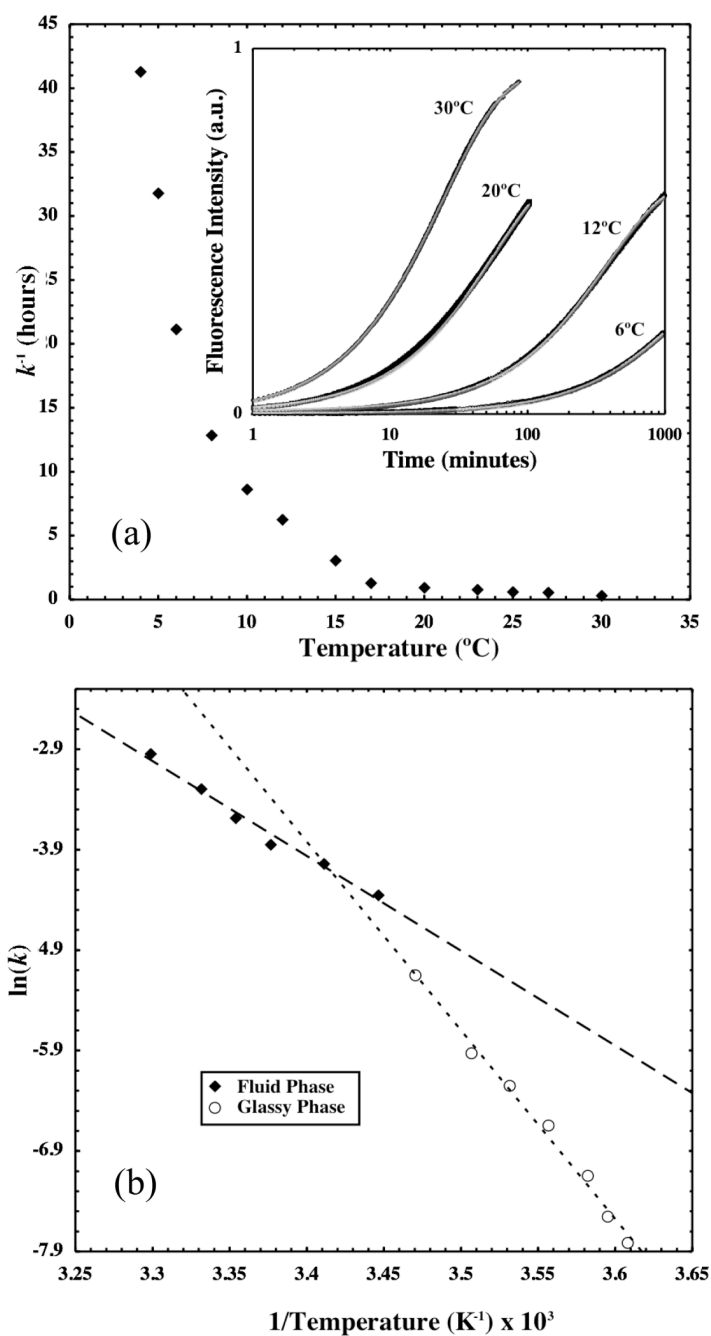 45
40
35
30
25
20
15
10
5
0
k⁻¹ (hours)
0 5 10 15 20 25 30 35
Temperature (ºC)
(a)
1
0
Fluorescence Intensity (a.u.)
30ºC
20ºC
12ºC
6ºC
1 10 100 1000
Time (minutes)
-2.9
-3.9
-4.9
-5.9
-6.9
-7.9
ln(k)
Fluid Phase
Glassy Phase
(b)
3.25 3.3 3.35 3.4 3.45 3.5 3.55 3.6 3.65
1/Temperature (K⁻¹) x 10³